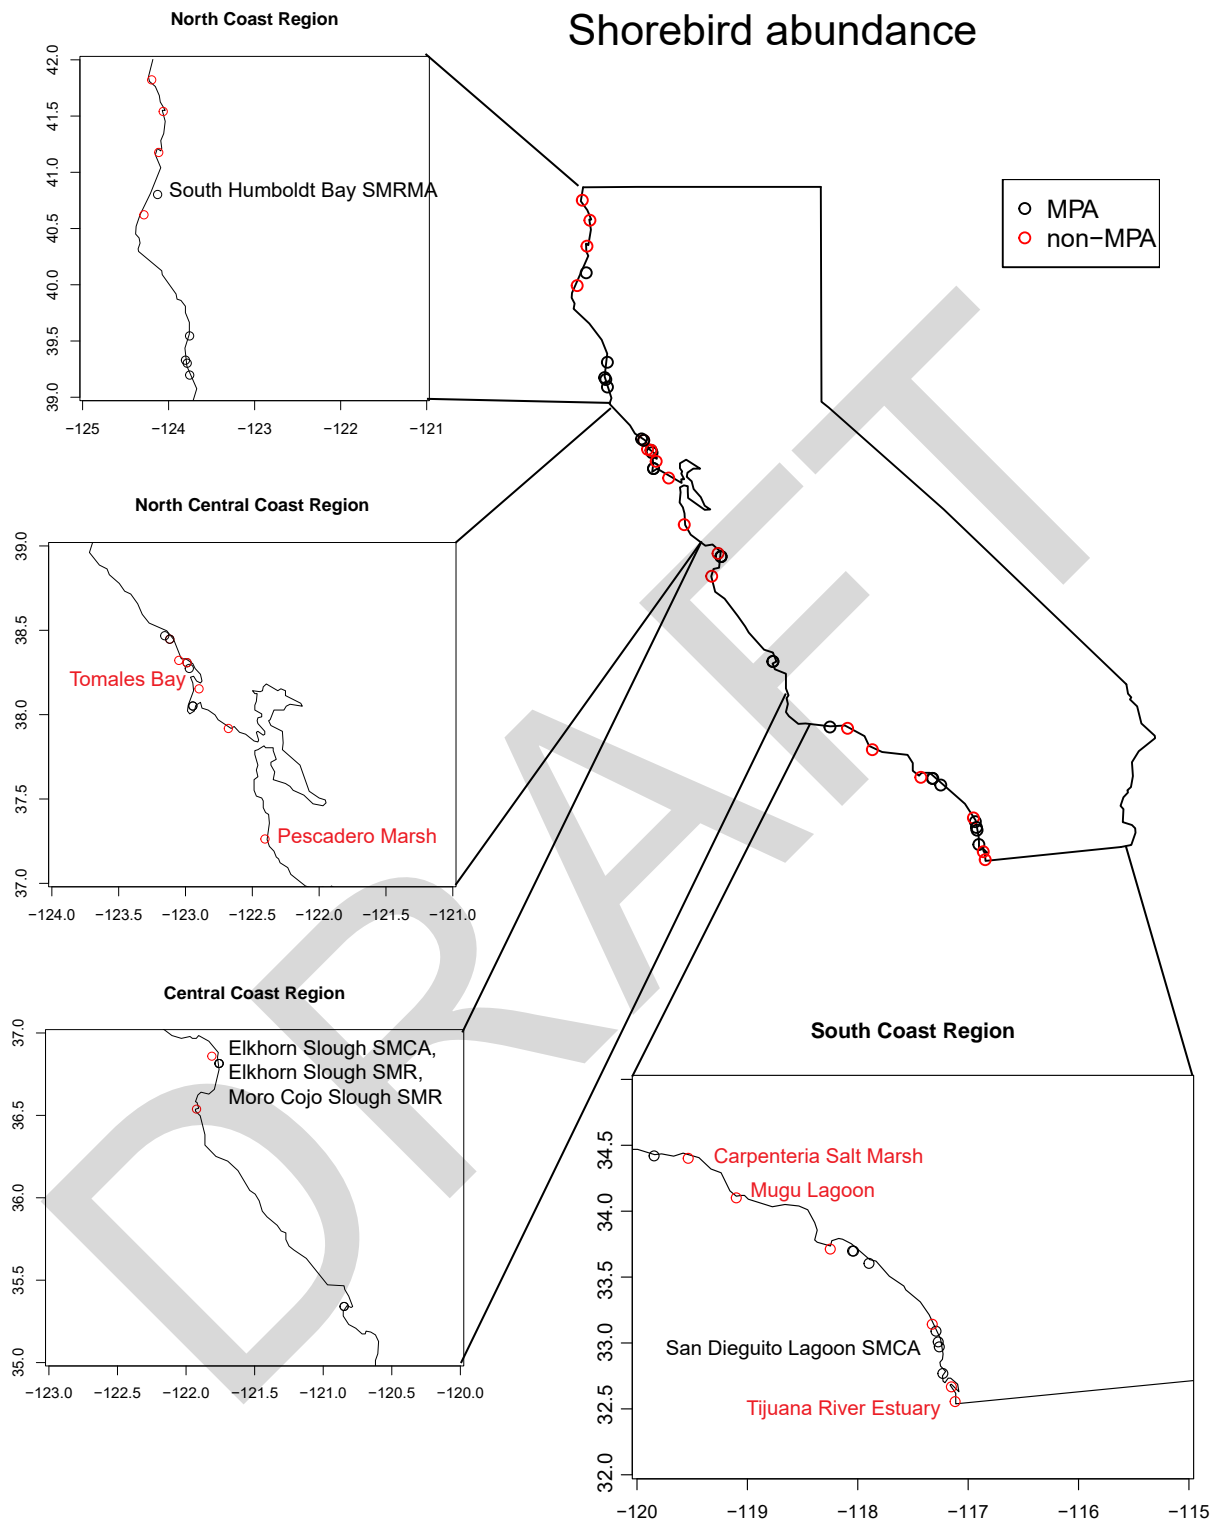 Shorebird abundance
North Coast Region
42.0
41.5
41.0
40.5
40.0
39.5
39.0
South Humboldt Bay SMRMA
−125 −124 −123 −122 −121
MPA
non−MPA
North Central Coast Region
39.0
38.5
38.0
37.5
37.0
Tomales Bay
Pescadero Marsh
−124.0 −123.5 −123.0 −122.5 −122.0 −121.5 −121.0
Central Coast Region
37.0
36.5
36.0
35.5
35.0
Elkhorn Slough SMCA,
Elkhorn Slough SMR,
Moro Cojo Slough SMR
−123.0 −122.5 −122.0 −121.5 −121.0 −120.5 −120.0
South Coast Region
34.5
34.0
33.5
33.0
32.5
32.0
Carpenteria Salt Marsh
Mugu Lagoon
San Dieguito Lagoon SMCA
Tijuana River Estuary
−120 −119 −118 −117 −116 −115
DRAFT